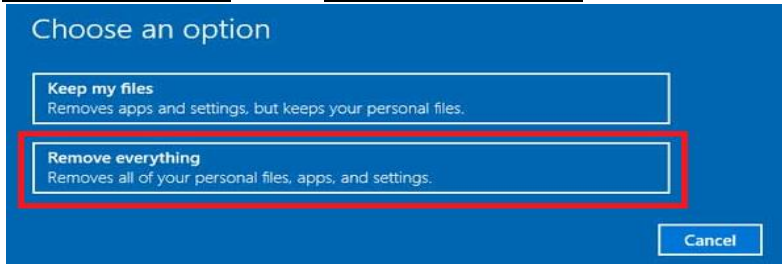 Choose an option
Keep my files
Removes apps and settings, but keeps your personal files.
Remove everything
Removes all of your personal files, apps, and settings.
Cancel